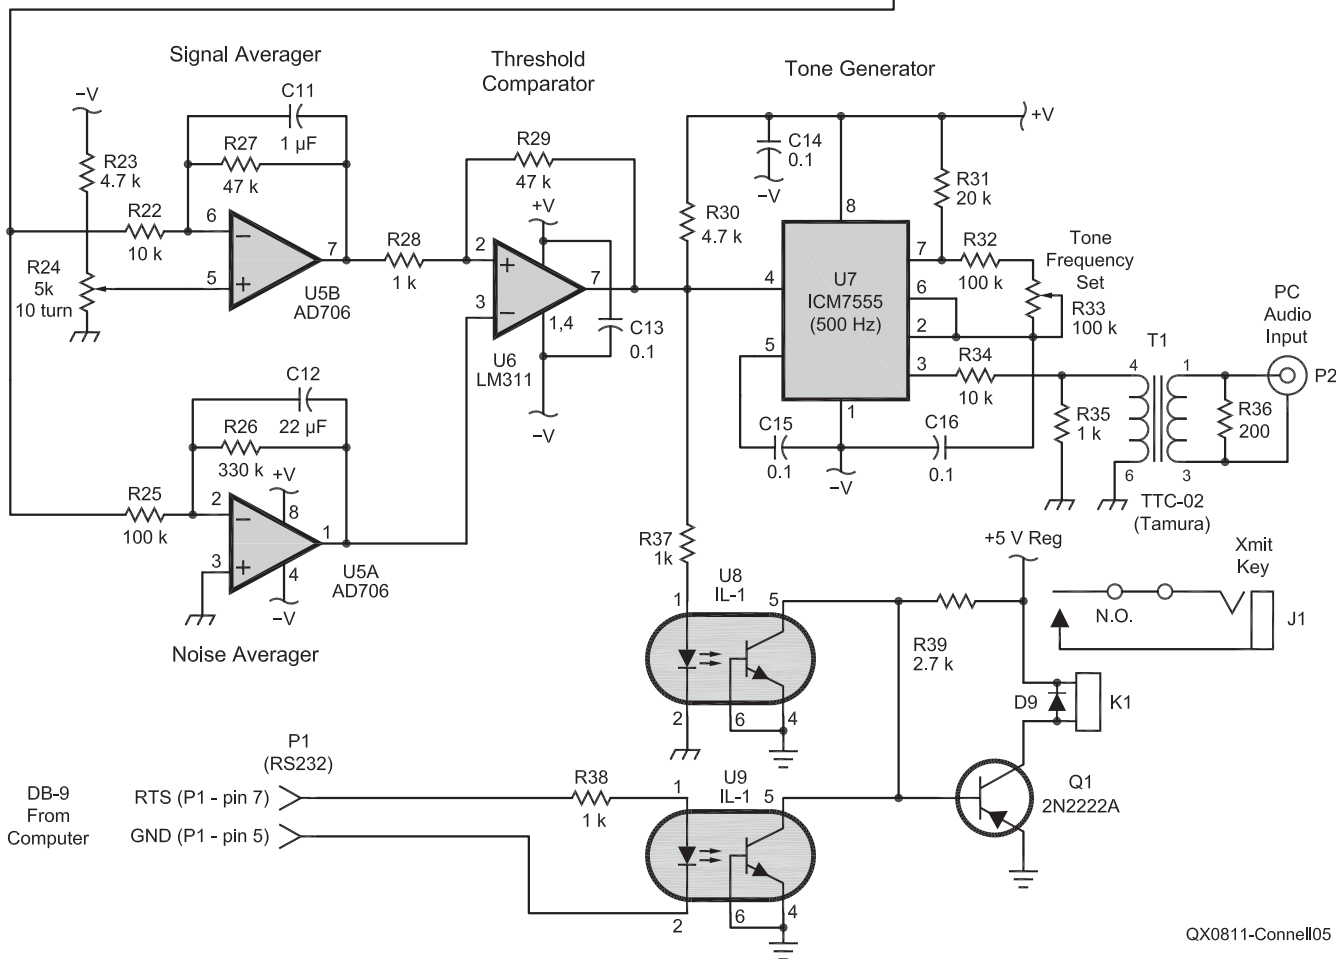 Signal Averager
Threshold
Comparator
Tone Generator
−V
C11
1 µF
R27
47 k
R23
4.7 k
R22
10 k
6
5
7
R24
5k
10 turn
U5B
AD706
R28
1 k
R29
47 k
+V
2
3
7
1,4
U6
LM311
C13
0.1
−V
R30
4.7 k
C14
0.1
−V
+V
R31
20 k
8
7
R32
100 k
Tone
Frequency
Set
R33
100 k
4
U7
ICM7555
(500 Hz)
6
2
5
3
1
R34
10 k
C15
0.1
−V
C16
0.1
R35
1 k
T1
4
1
6
3
TTC-02
(Tamura)
R36
200
PC
Audio
Input
P2
C12
22 µF
R26
330 k
+V
R25
100 k
2
8
1
3
4
U5A
AD706
−V
Noise Averager
R37
1k
U8
IL-1
1
5
2
6
4
+5 V Reg
R39
2.7 k
Xmit
Key
N.O.
J1
D9
K1
Q1
2N2222A
P1
(RS232)
DB-9
From
Computer
RTS (P1 - pin 7)
GND (P1 - pin 5)
R38
1 k
U9
IL-1
1
5
2
6
4
QX0811-Connell05